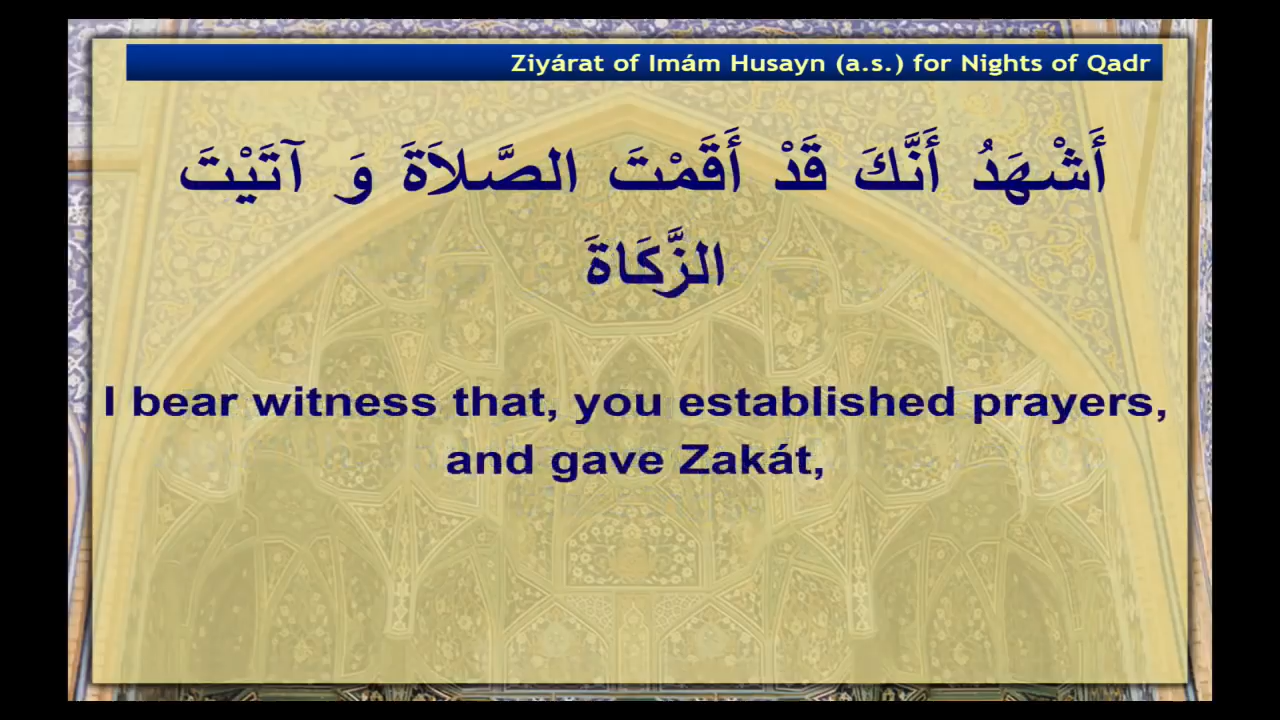 Ziyárat of Imám Husayn (a.s.) for Nights of Qadr
أَشْهَدُ أَنَّكَ قَدْ أَقَمْتَ الصَّلاَةَ وَ آتَيْتَ
الزَّكَاةَ
I bear witness that, you established prayers,
and gave Zakát,